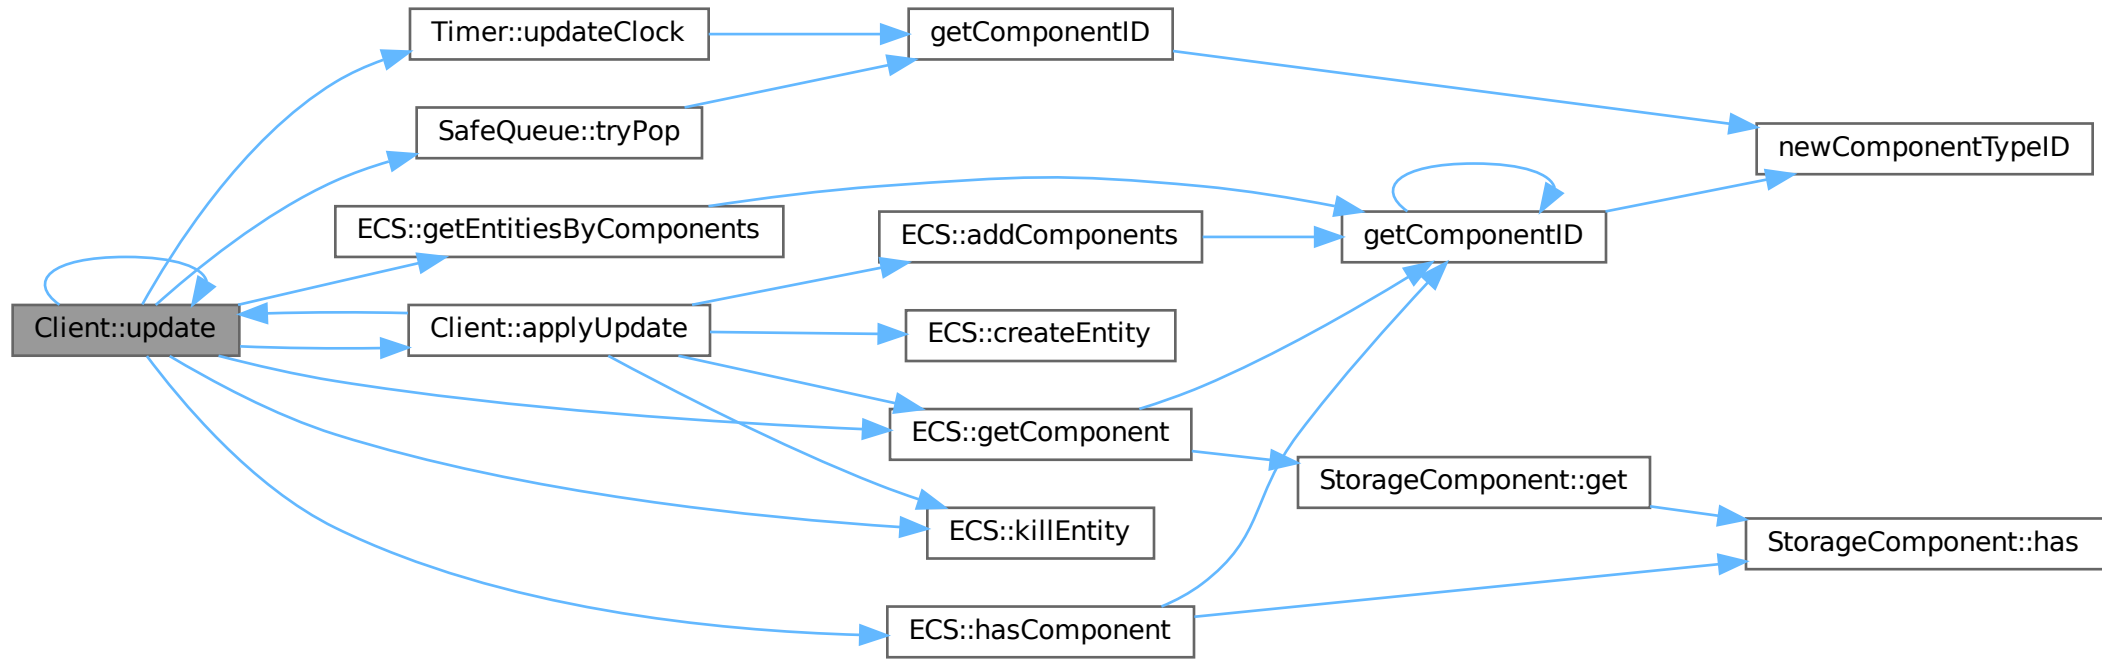 Timer::updateClock
getComponentID
SafeQueue::tryPop
newComponentTypeID
ECS::getEntitiesByComponents
ECS::addComponents
getComponentID
Client::update
Client::applyUpdate
ECS::createEntity
ECS::getComponent
StorageComponent::get
ECS::killEntity
StorageComponent::has
ECS::hasComponent